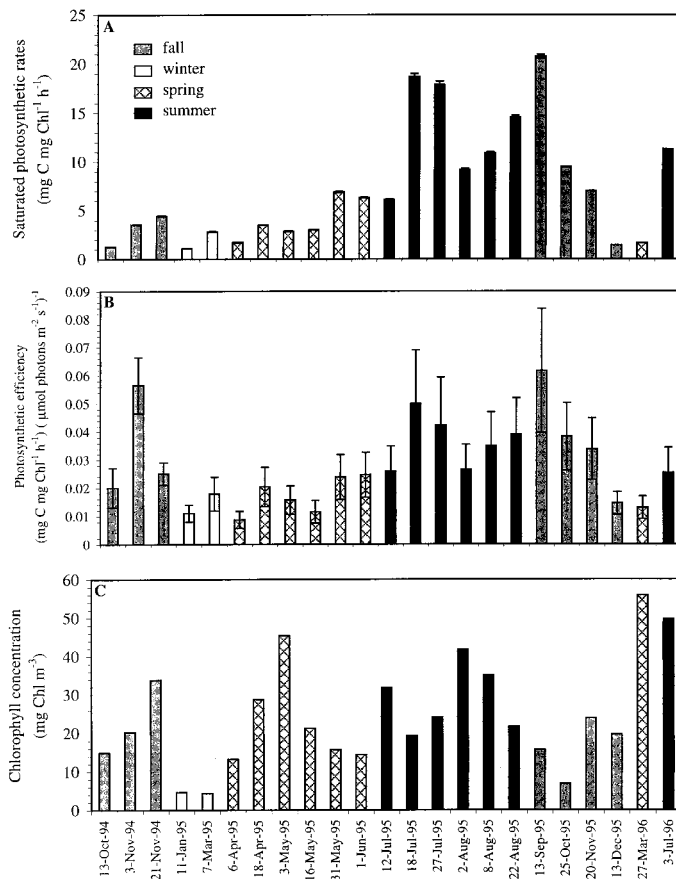 A
Saturated photosynthetic rates
(mg C mg Chl⁻¹ h⁻¹)
25
20
15
10
5
0
fall
winter
spring
summer
B
Photosynthetic efficiency
(mg C mg Chl⁻¹ h⁻¹) ( μmol photons m⁻² s⁻¹)⁻¹
0.09
0.08
0.07
0.06
0.05
0.04
0.03
0.02
0.01
0
C
Chlorophyll concentration
(mg Chl m⁻³)
60
50
40
30
20
10
0
13-Oct-94
3-Nov-94
21-Nov-94
11-Jan-95
7-Mar-95
6-Apr-95
18-Apr-95
3-May-95
16-May-95
31-May-95
1-Jun-95
12-Jul-95
18-Jul-95
27-Jul-95
2-Aug-95
8-Aug-95
22-Aug-95
13-Sep-95
25-Oct-95
20-Nov-95
13-Dec-95
27-Mar-96
3-Jul-96